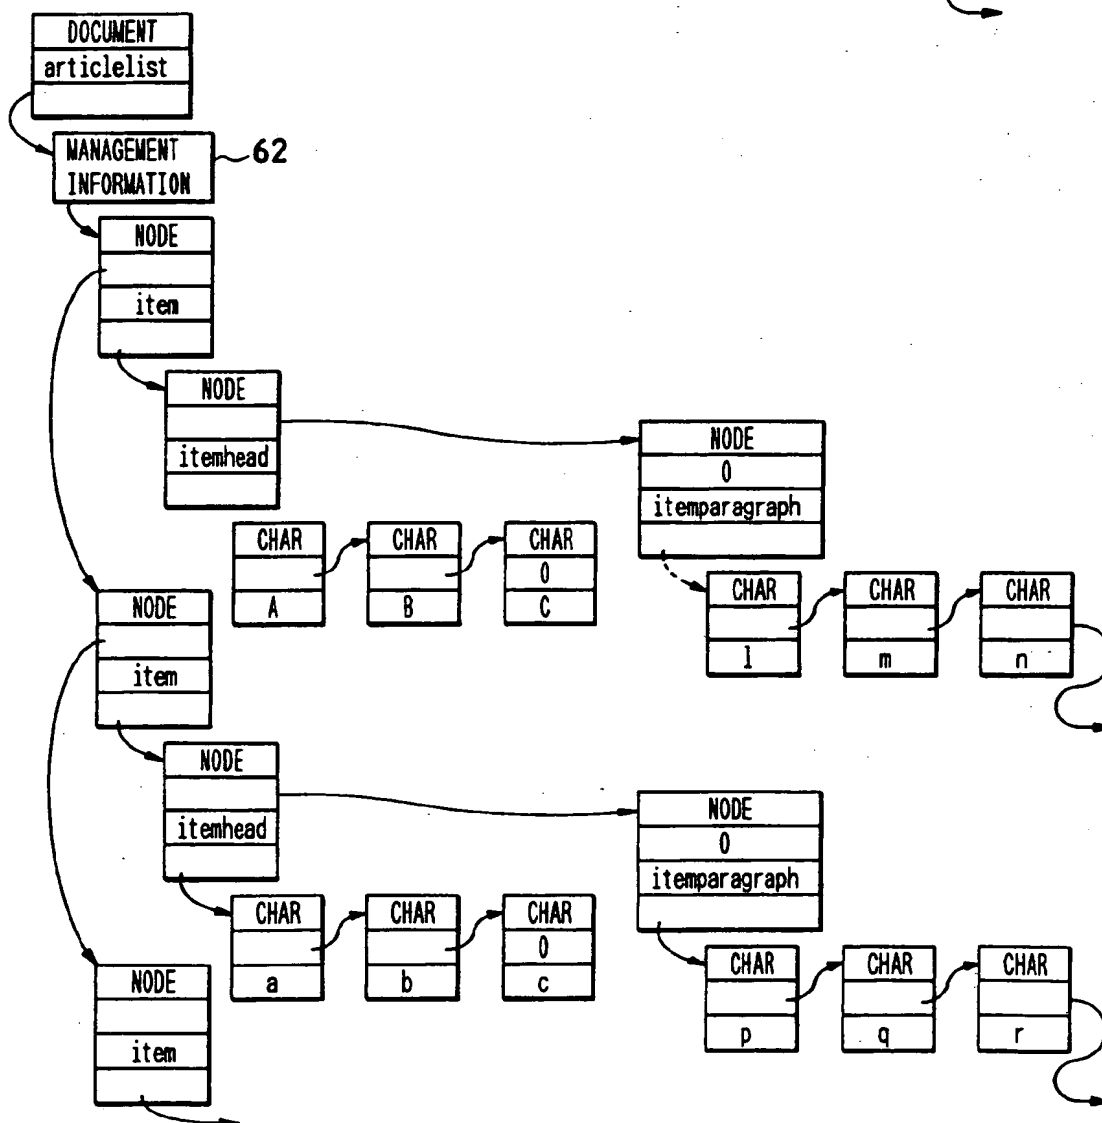 DOCUMENT
articlelist
MANAGEMENT
INFORMATION
62
NODE
item
NODE
itemhead
NODE
0
itemparagraph
CHAR
A
CHAR
B
CHAR
0
C
CHAR
l
CHAR
m
CHAR
n
NODE
item
NODE
itemhead
NODE
0
itemparagraph
CHAR
a
CHAR
b
CHAR
0
c
CHAR
p
CHAR
q
CHAR
r
NODE
item